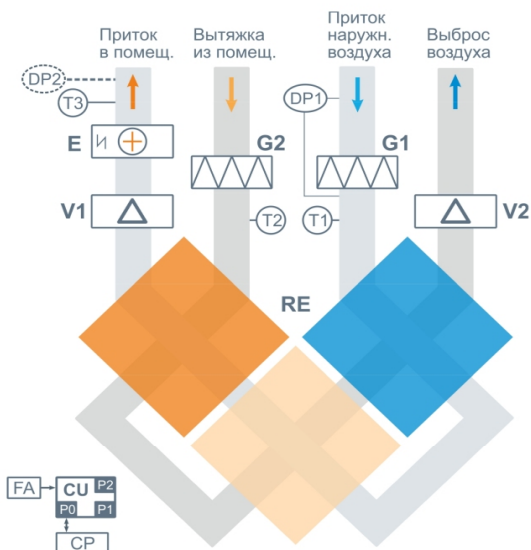 Приток
в помещ.
Вытяжка
из помещ.
Приток
наружн.
воздуха
Выброс
воздуха
DP2
T3
DP1
E
И
G2
G1
V1
T2
T1
V2
RE
FA
CU
P2
P0
P1
CP